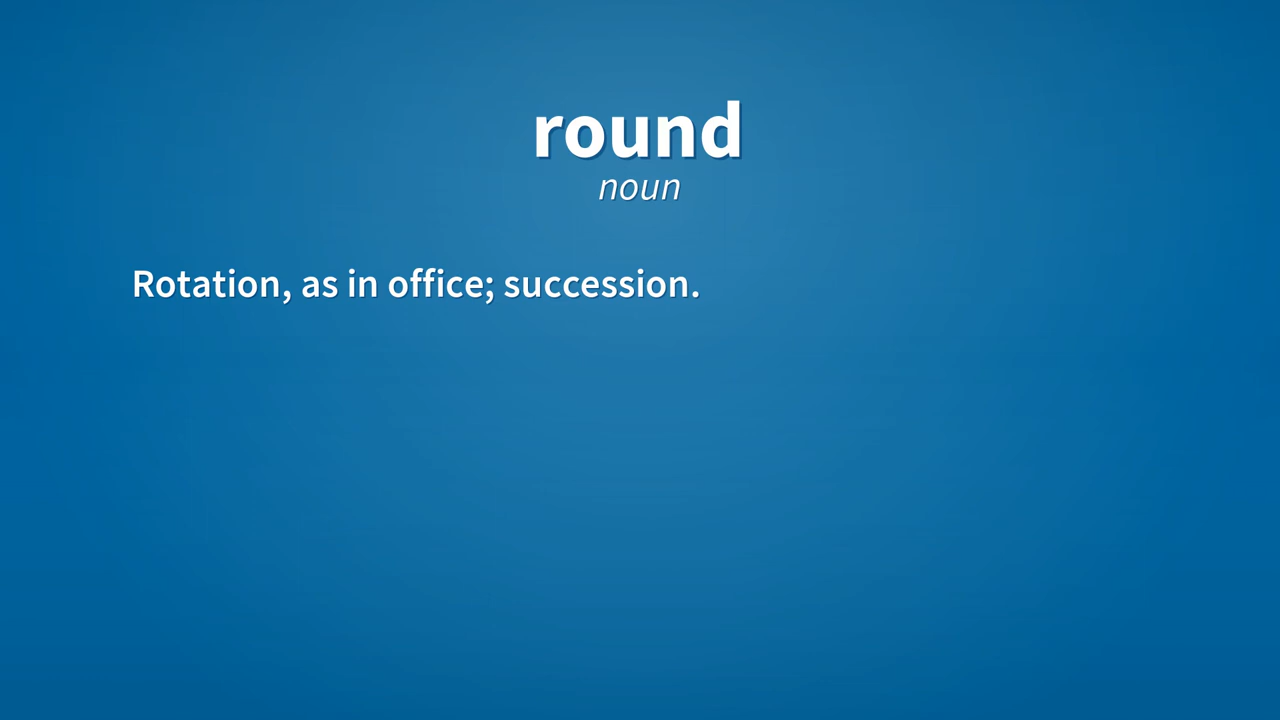 round
noun
Rotation, as in office; succession.